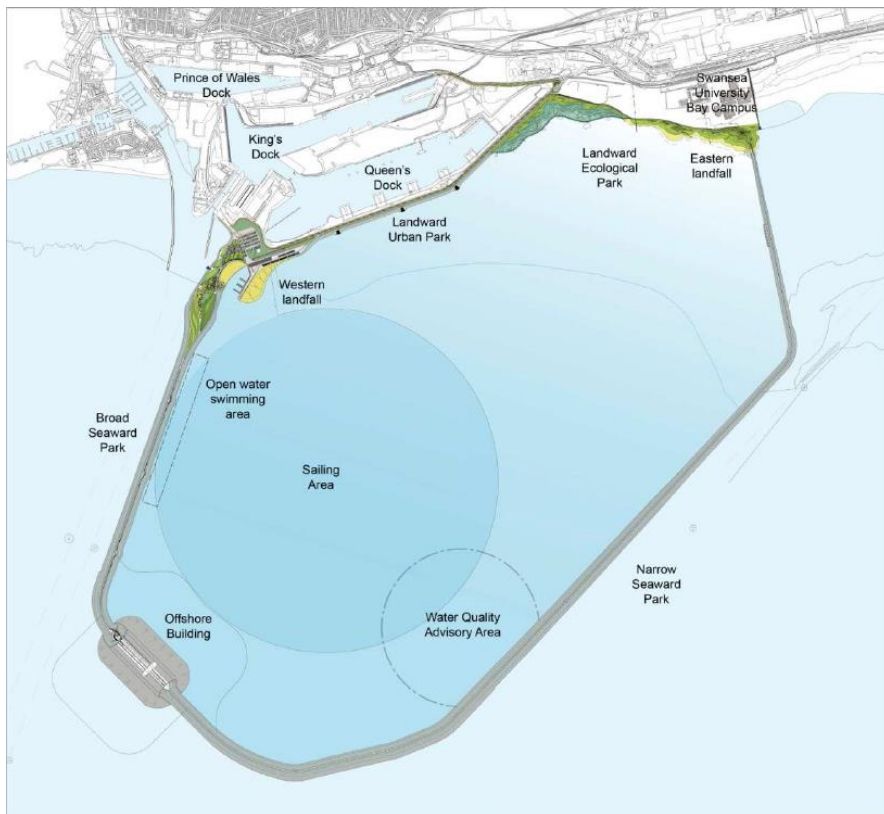 Prince of Wales
Dock
Swansea
University
Bay Campus
King's
Dock
Queen's
Dock
Landward
Ecological
Park
Eastern
landfall
Landward
Urban Park
Western
landfall
Open water
swimming
area
Broad
Seaward
Park
Sailing
Area
Narrow
Seaward
Park
Offshore
Building
Water Quality
Advisory Area